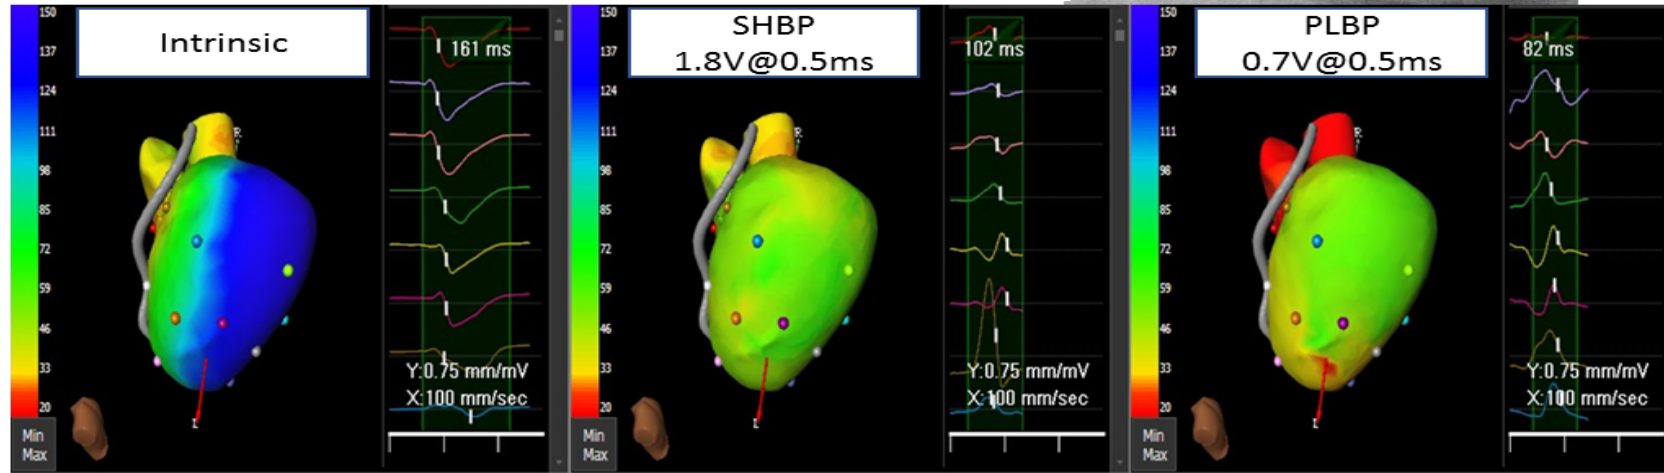 150
137
124
111
98
85
72
59
46
33
20
Min
Max
Intrinsic
R
L
161 ms
Y:0.75 mm/mV
X:100 mm/sec
150
137
124
111
98
85
72
59
46
33
20
Min
Max
SHBP
1.8V@0.5ms
R
L
102 ms
Y:0.75 mm/mV
X:100 mm/sec
150
137
124
111
98
85
72
59
46
33
20
Min
Max
PLBP
0.7V@0.5ms
R
L
82 ms
Y:0.75 mm/mV
X:100 mm/sec